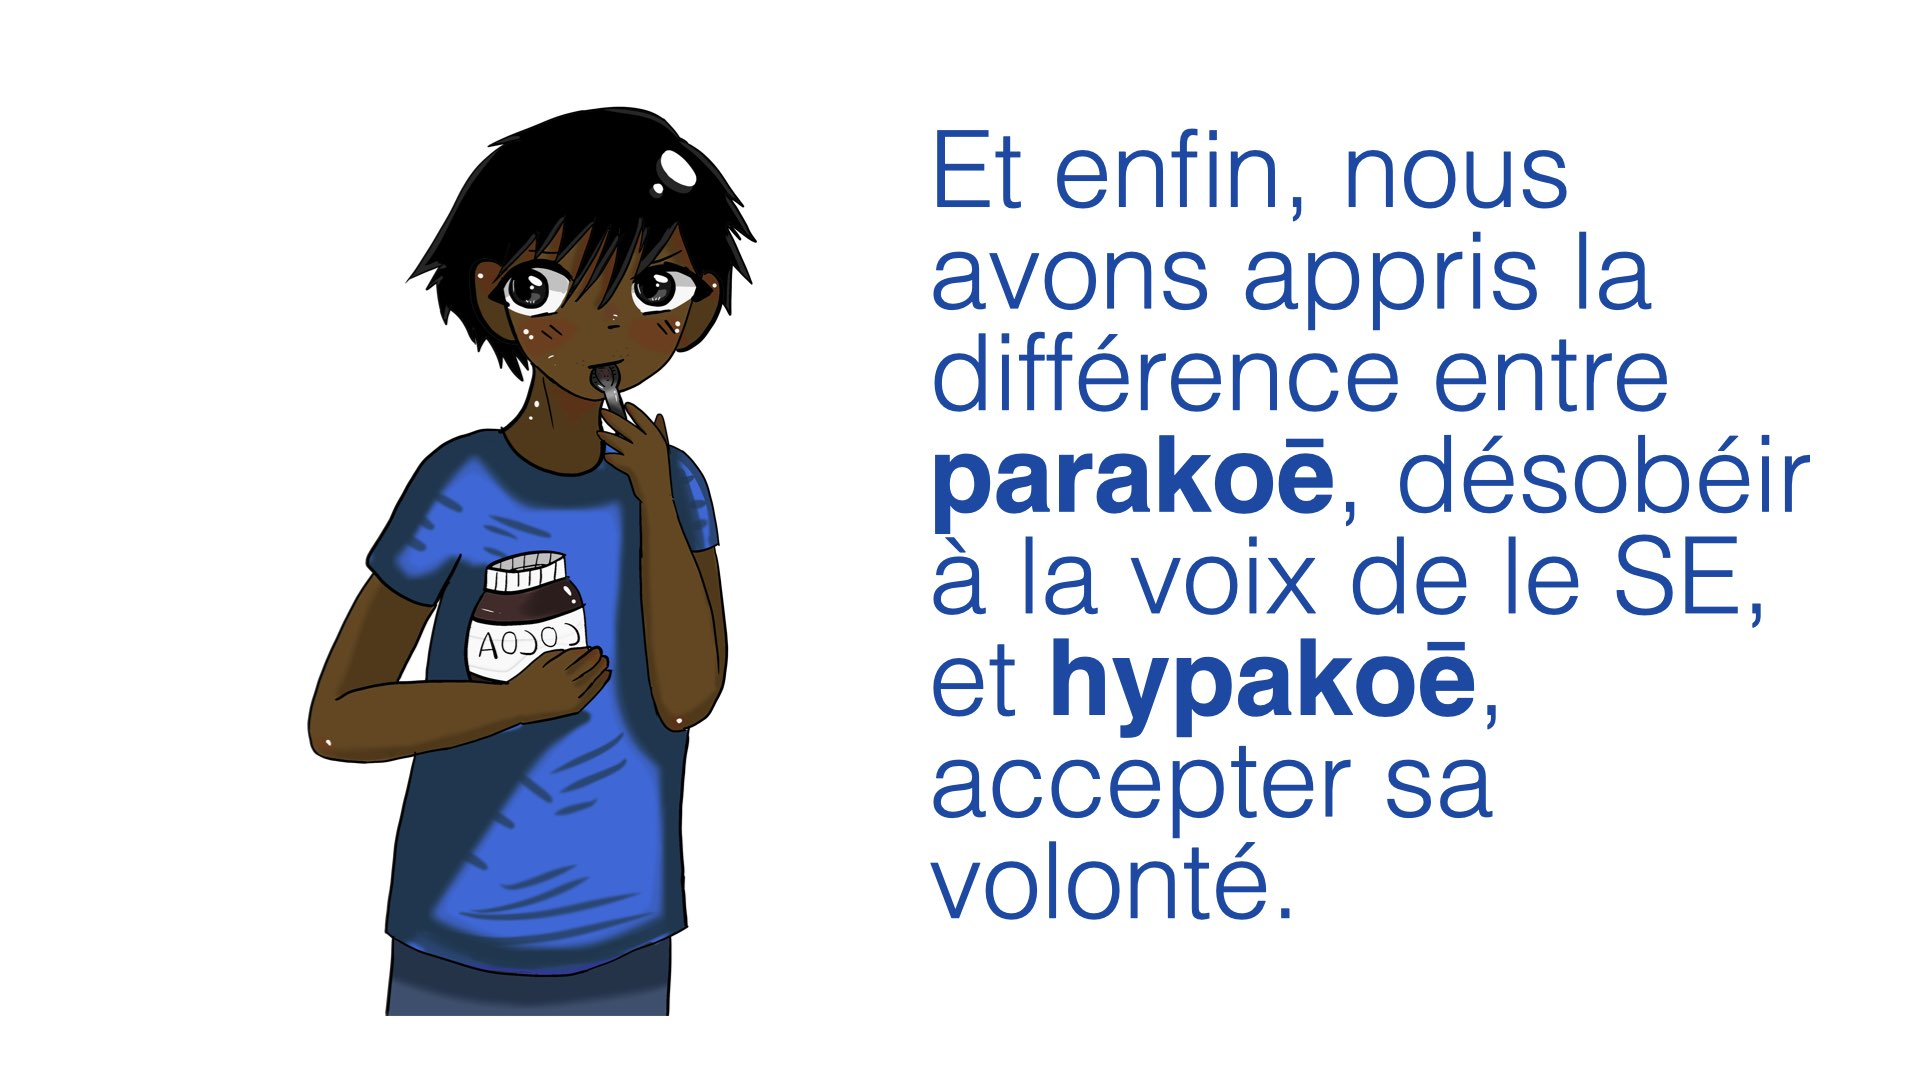 Et enfin, nous
avons appris la
différence entre
parakoē, désobéir
à la voix de le SE,
et hypakoē,
accepter sa
volonté.
COCOA